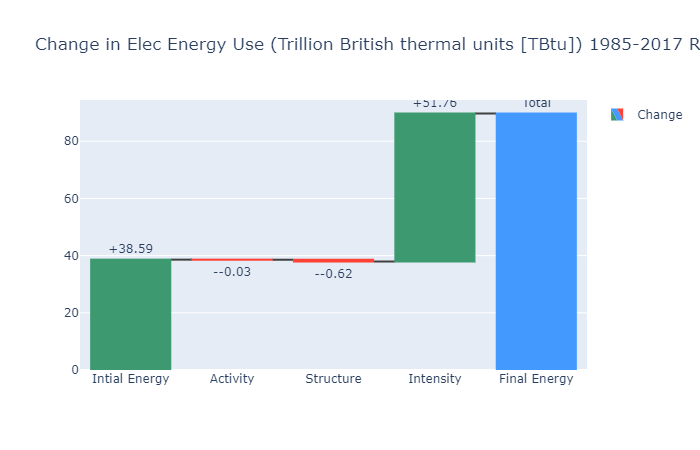 Change in Elec Energy Use (Trillion British thermal units [TBtu]) 1985-2017 R
+51.76
Total
Change
80
60
+38.59
40
--0.03
--0.62
20
0
Intial Energy
Activity
Structure
Intensity
Final Energy